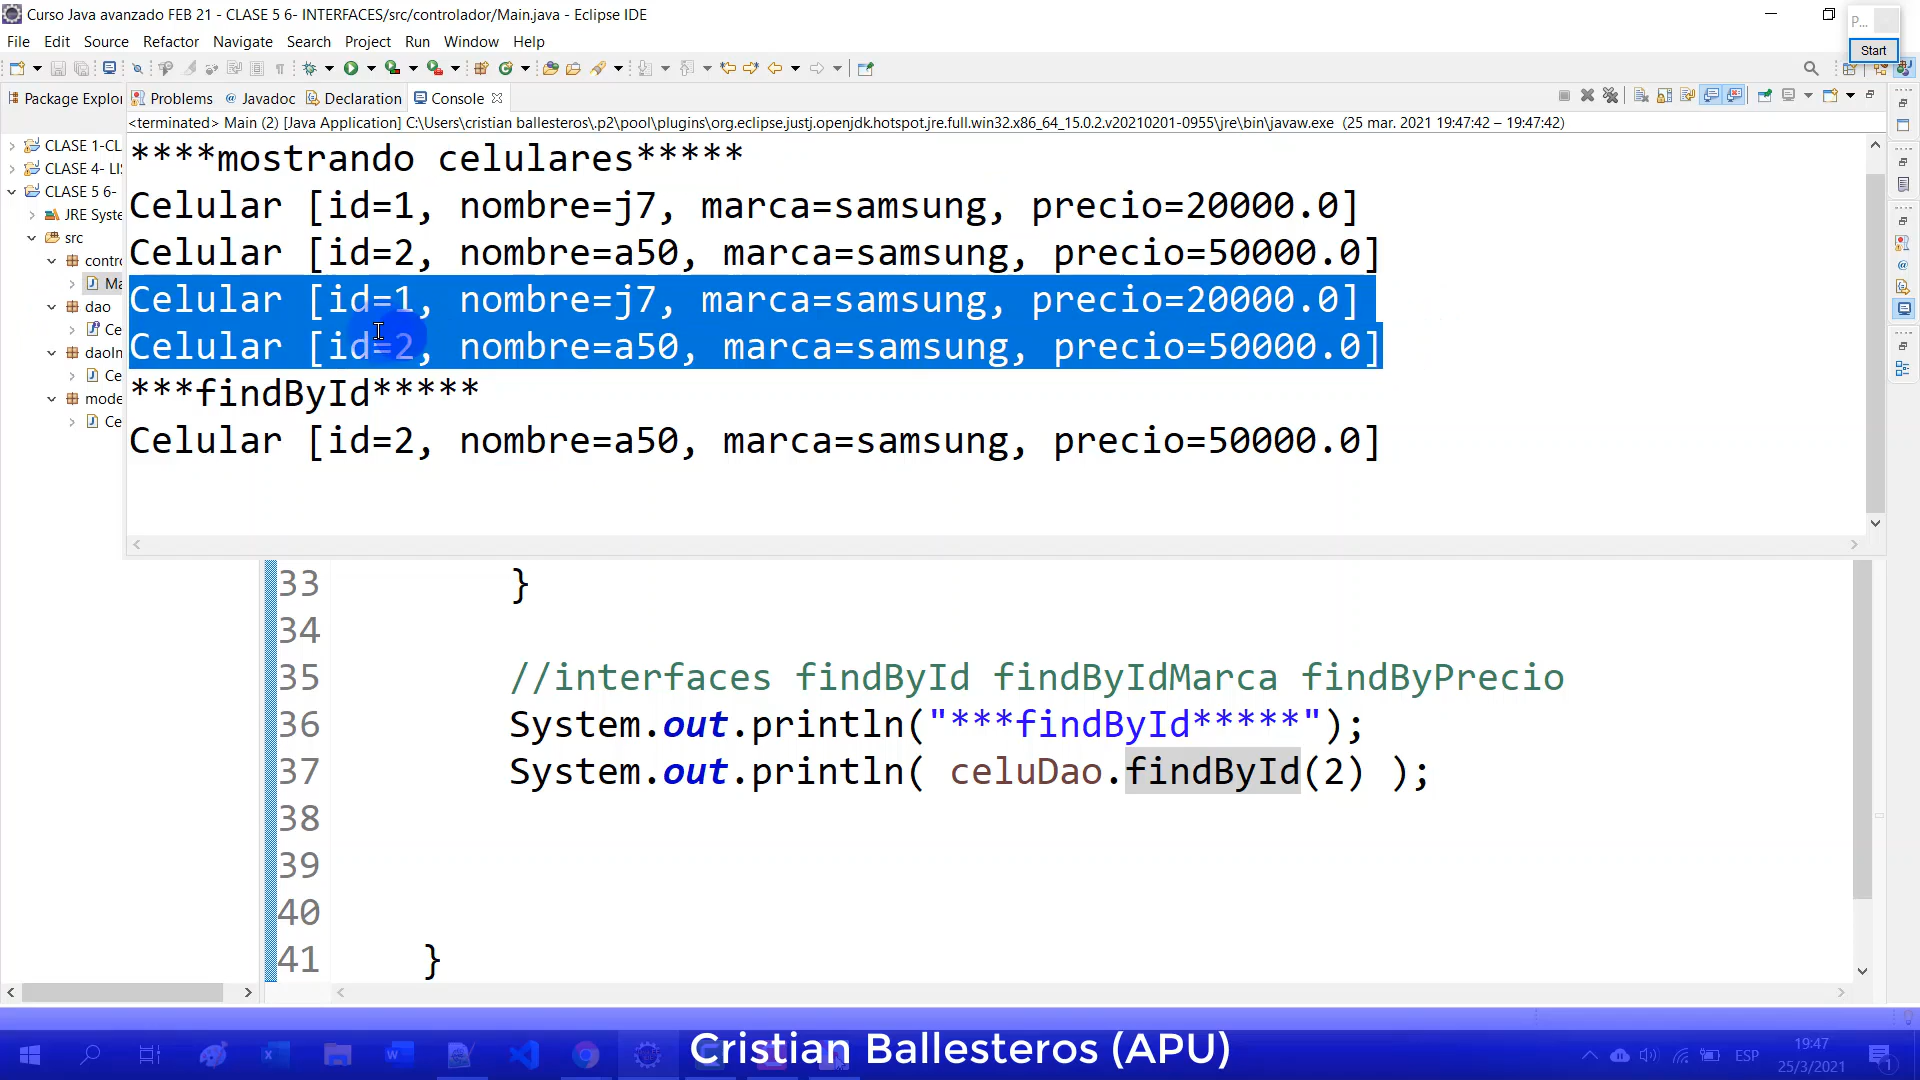 Curso Java avanzado FEB 21 - CLASE 5 6- INTERFACES/src/controlador/Main.java - Eclipse IDE
P...
File Edit Source Refactor Navigate Search Project Run Window Help
Start
Package Explo
Problems @ Javadoc Declaration Console
<terminated> Main (2) [Java Application] C:\Users\cristian ballesteros\.p2\pool\plugins\org.eclipse.justj.openjdk.hotspot.jre.full.win32.x86_64_15.0.2.v20210201-0955\jre\bin\javaw.exe (25 mar. 2021 19:47:42 – 19:47:42)
CLASE 1-CL
CLASE 4- LI
CLASE 5 6-
JRE Syste
src
contro
Ma
dao
Ce
daoIm
Ce
mode
Ce
****mostrando celulares*****
Celular [id=1, nombre=j7, marca=samsung, precio=20000.0]
Celular [id=2, nombre=a50, marca=samsung, precio=50000.0]
Celular [id=1, nombre=j7, marca=samsung, precio=20000.0]
Celular [id=2, nombre=a50, marca=samsung, precio=50000.0]
***findById*****
Celular [id=2, nombre=a50, marca=samsung, precio=50000.0]
33 }
34
35 //interfaces findById findByIdMarca findByPrecio
36 System.out.println("***findById*****");
37 System.out.println( celuDao.findById(2) );
38
39
40
41 }
Cristian Ballesteros (APU)
ESP
19:47
25/3/2021
1